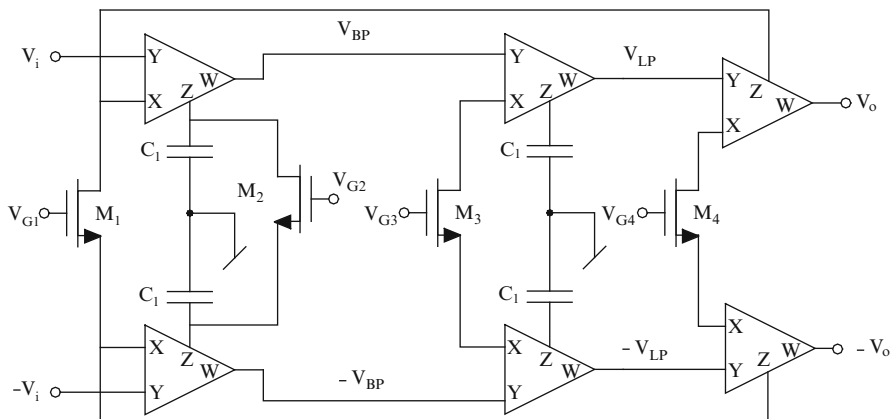 V_BP
V_LP
V_i
Y
X
Z
W
Y
X
Z
W
Y
X
Z
W
V_o
C_1
C_1
V_G1
M_1
M_2
V_G2
V_G3
M_3
V_G4
M_4
C_1
C_1
X
Y
Z
W
X
Y
Z
W
X
Y
Z
W
-V_i
- V_BP
- V_LP
- V_o